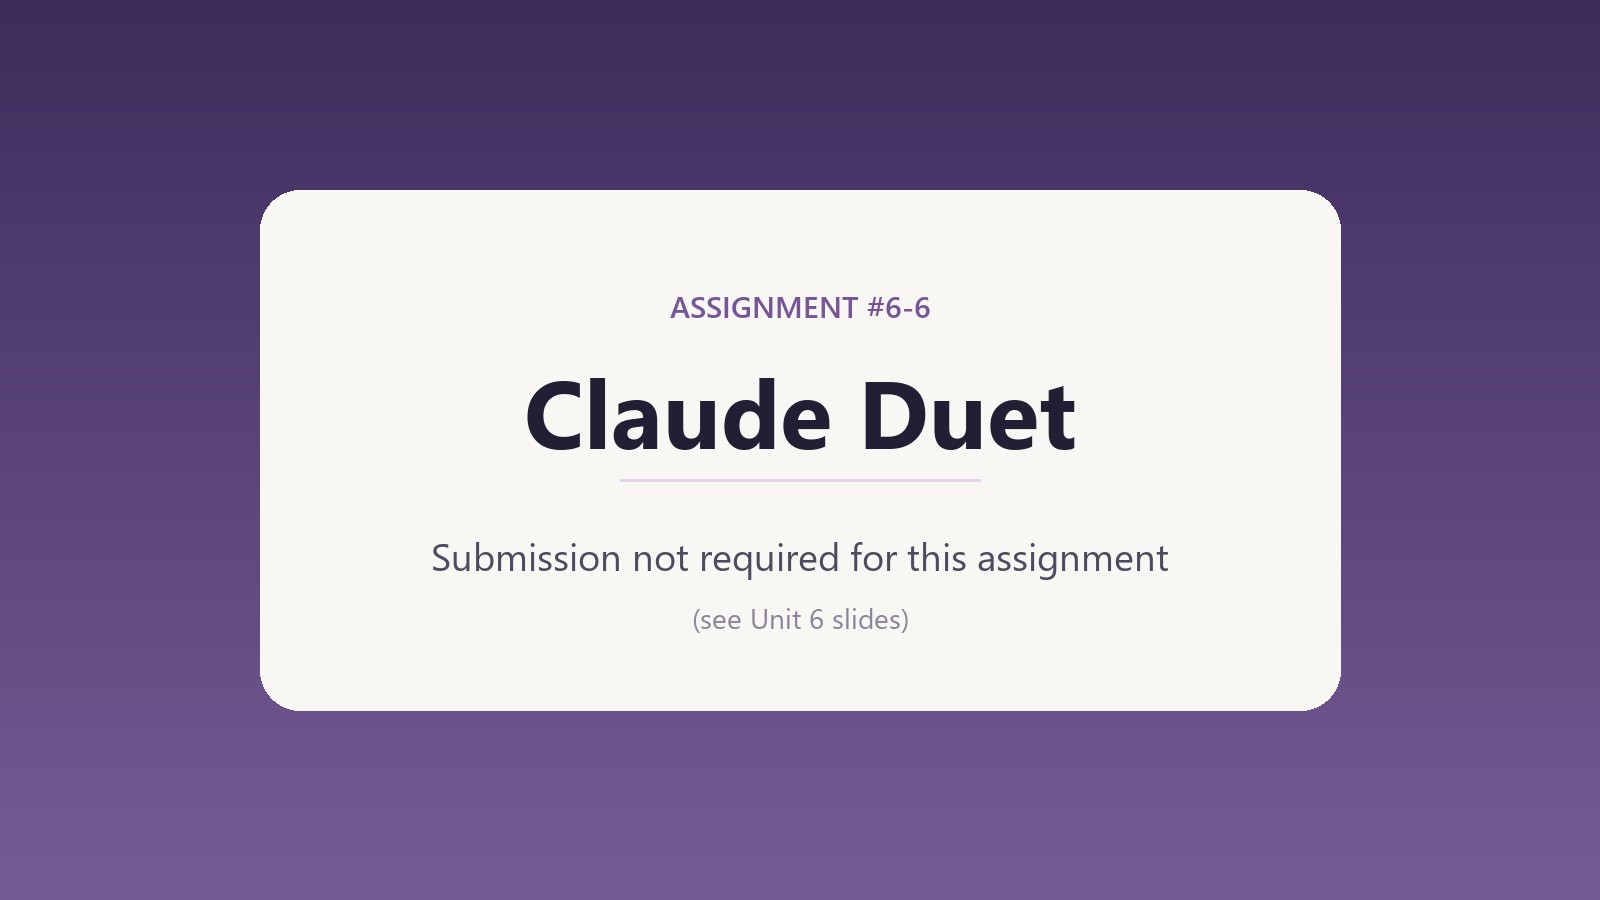 ASSIGNMENT #6-6
Claude Duet
Submission not required for this assignment
(see Unit 6 slides)